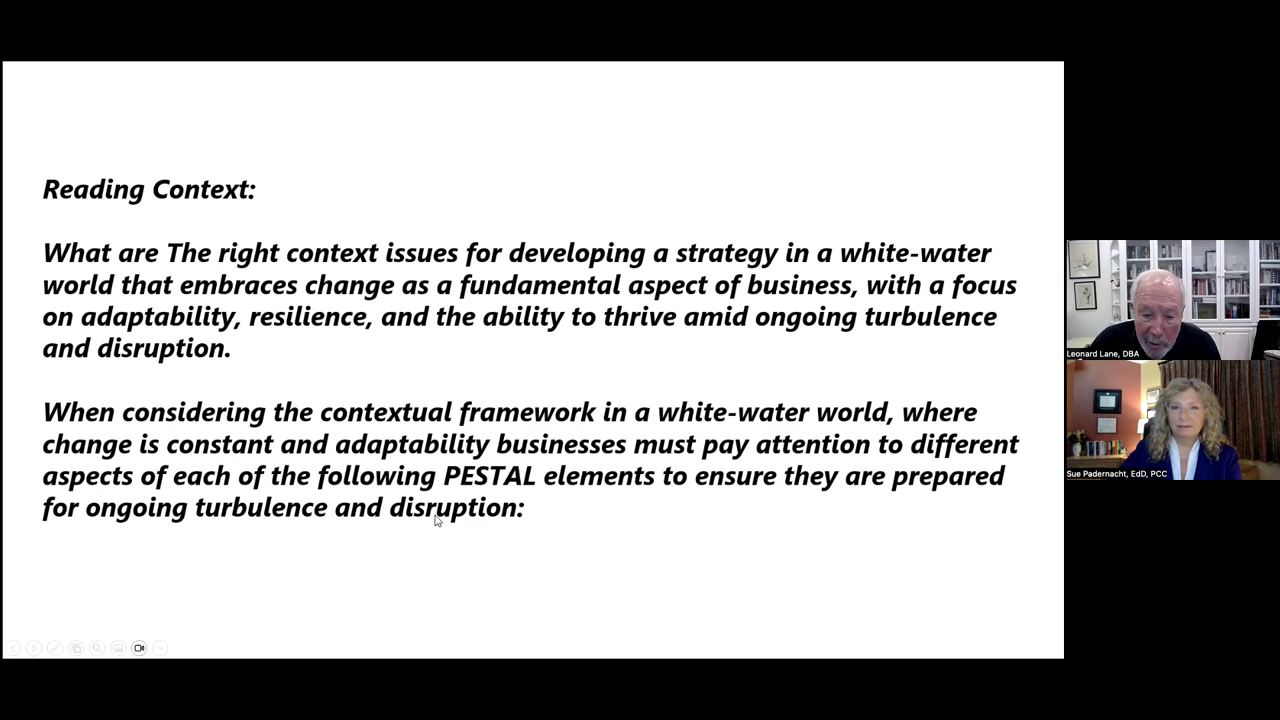 Reading Context:
What are The right context issues for developing a strategy in a white-water
world that embraces change as a fundamental aspect of business, with a focus
on adaptability, resilience, and the ability to thrive amid ongoing turbulence
and disruption.
When considering the contextual framework in a white-water world, where
change is constant and adaptability businesses must pay attention to different
aspects of each of the following PESTAL elements to ensure they are prepared
for ongoing turbulence and disruption:
Leonard Lane, DBA
Sue Padernacht, EdD, PCC